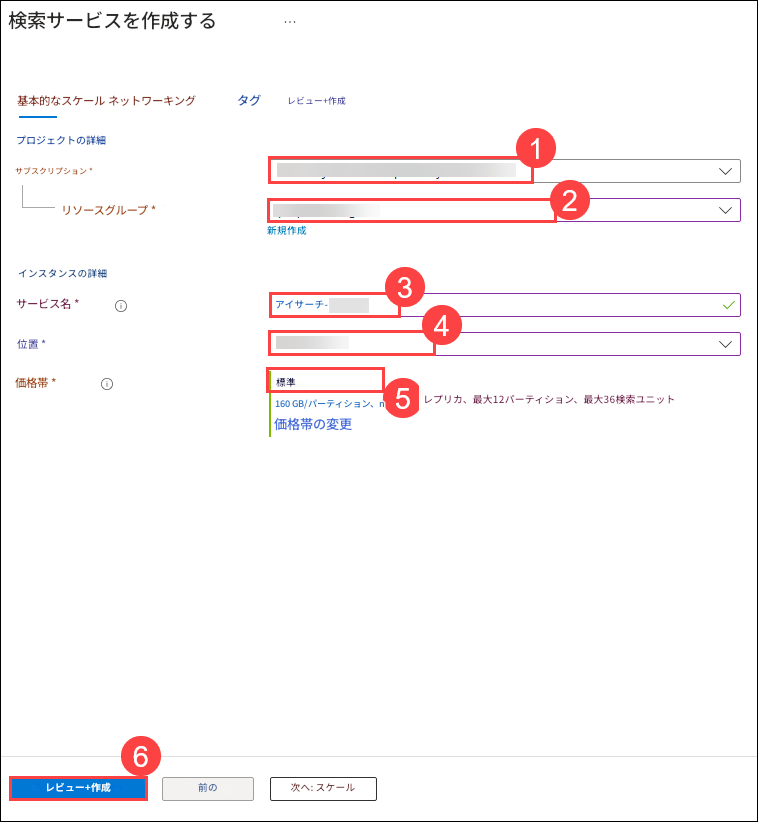 検索サービスを作成する ...
基本的なスケール ネットワーキング タグ レビュー+作成
プロジェクトの詳細
1
サブスクリプション *
2
リソースグループ *
新規作成
インスタンスの詳細
3
サービス名 * アイサーチ-
4
位置 *
価格帯 * 標準
5
160 GB/パーティション、 レプリカ、最大12パーティション、最大36検索ユニット
価格帯の変更
6
レビュー+作成 前の 次へ: スケール